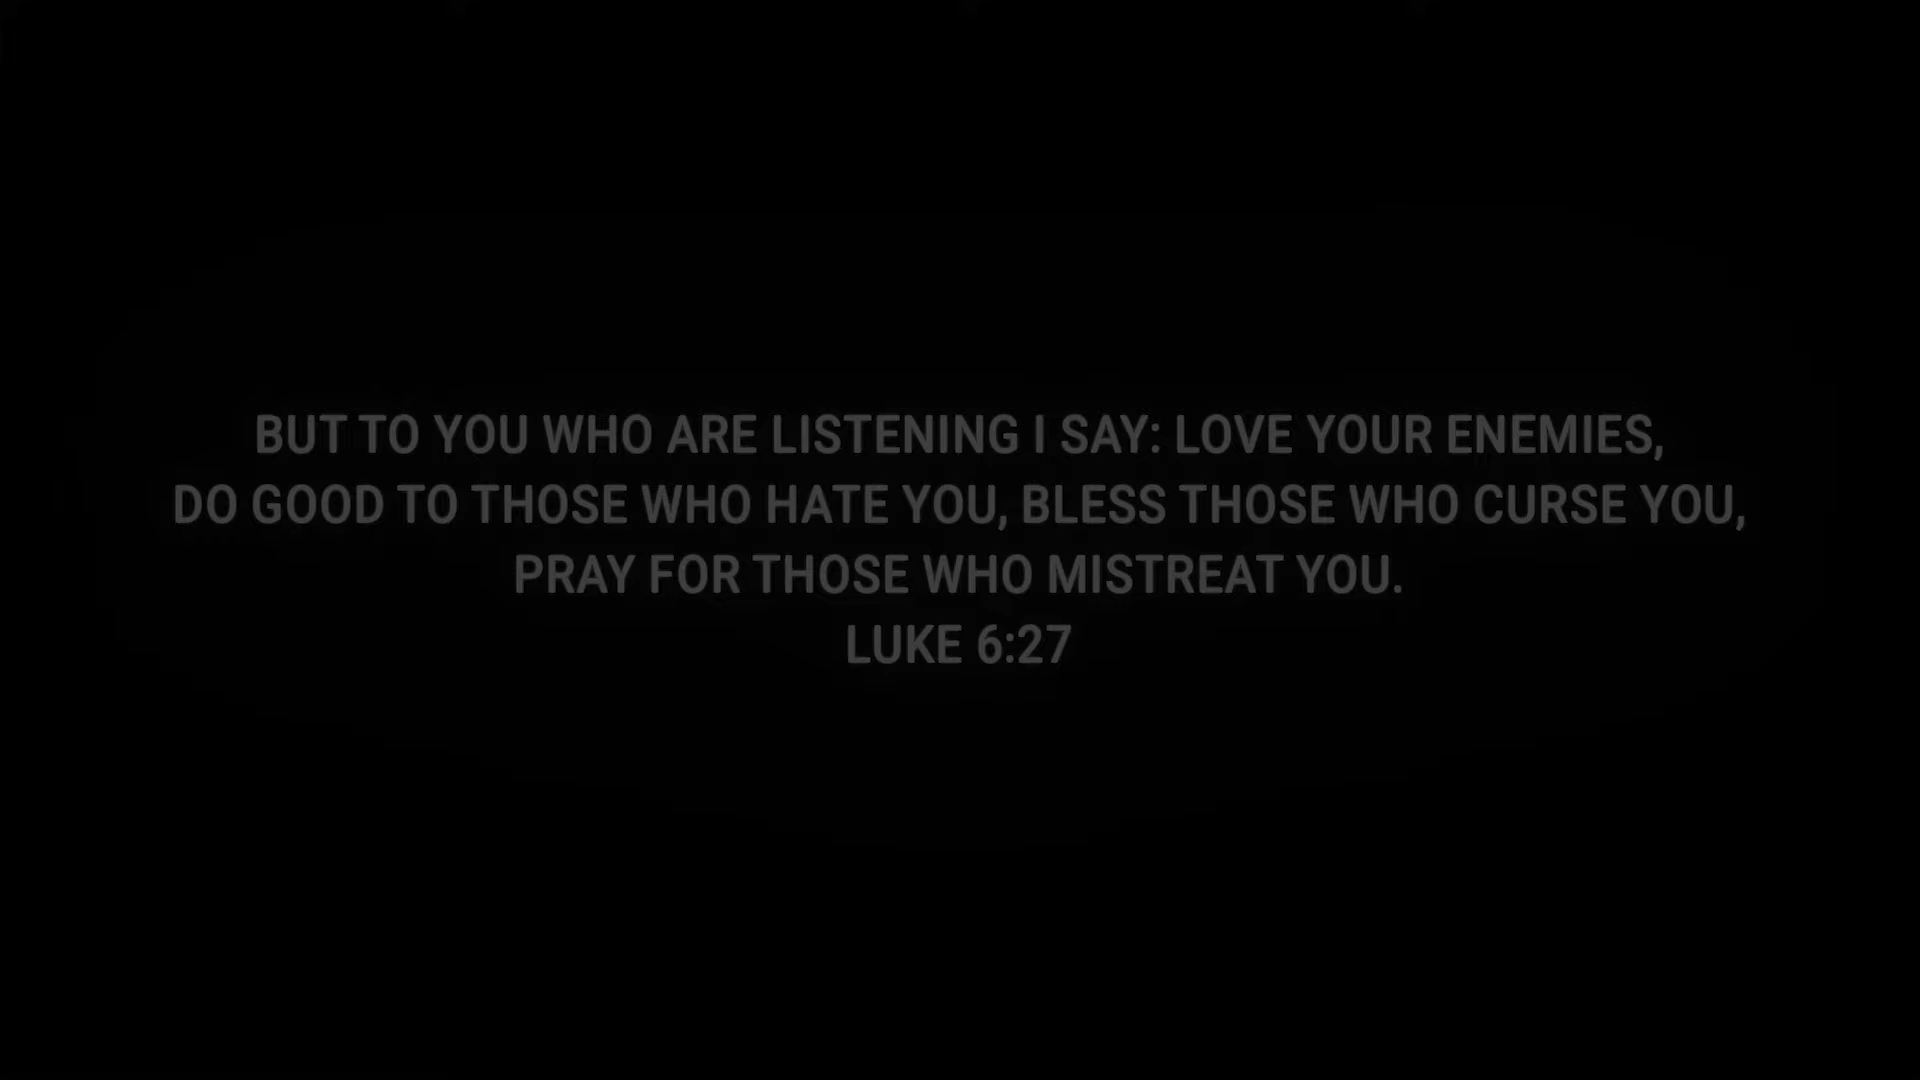 BUT TO YOU WHO ARE LISTENING I SAY: LOVE YOUR ENEMIES,
DO GOOD TO THOSE WHO HATE YOU, BLESS THOSE WHO CURSE YOU,
PRAY FOR THOSE WHO MISTREAT YOU.
LUKE 6:27